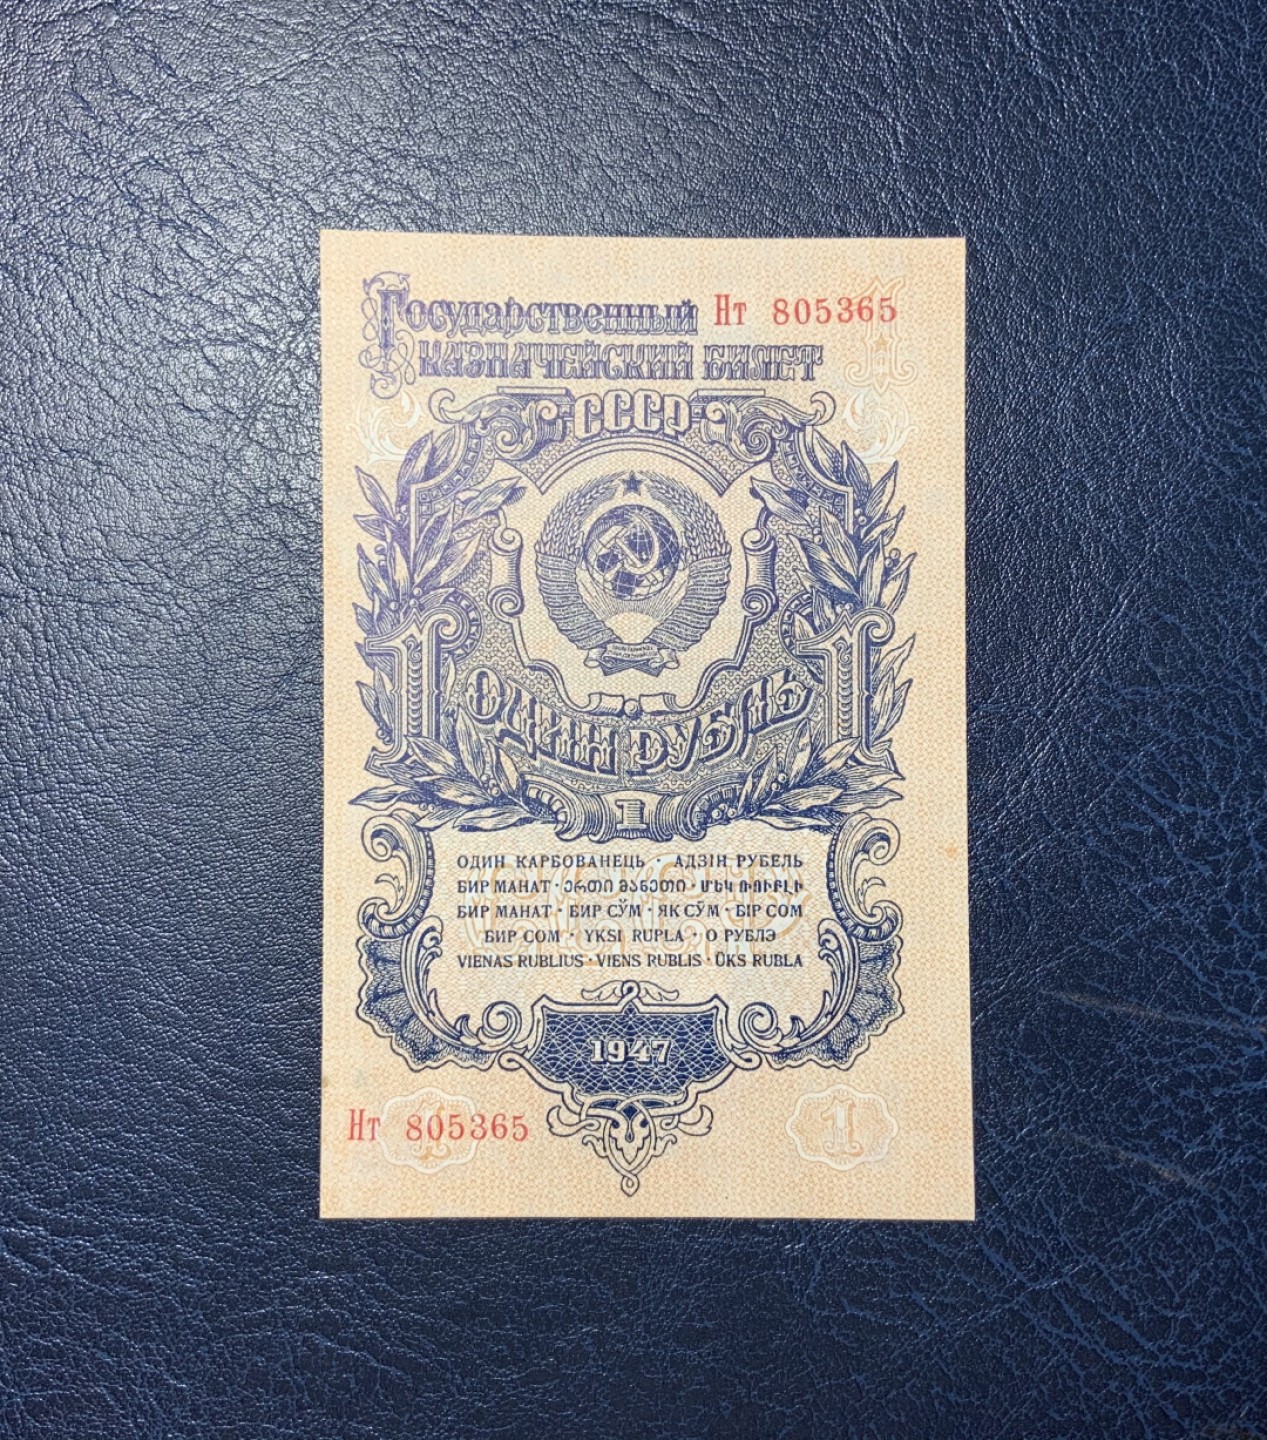 Государственный Нт 805365
казначейский билет
СССР
1 1
ОДИН РУБЛЬ
1
ОДИН КАРБОВАНЕЦЬ · АДЗІН РУБЕЛЬ
БИР МАНАТ · ᲔᲠᲗᲘ ᲛᲐᲜᲔᲗᲘ · ՄԵԿ ՌՈՒԲԼԻ
БИР МАНАТ · БИР СЎМ · ЯК СӮМ · БІР СОМ
БИР СОМ · YKSI RUPLA · О РУБЛЭ
VIENAS RUBLIUS · VIENS RUBLIS · ÜKS RUBLA
1947
Нт 805365 1